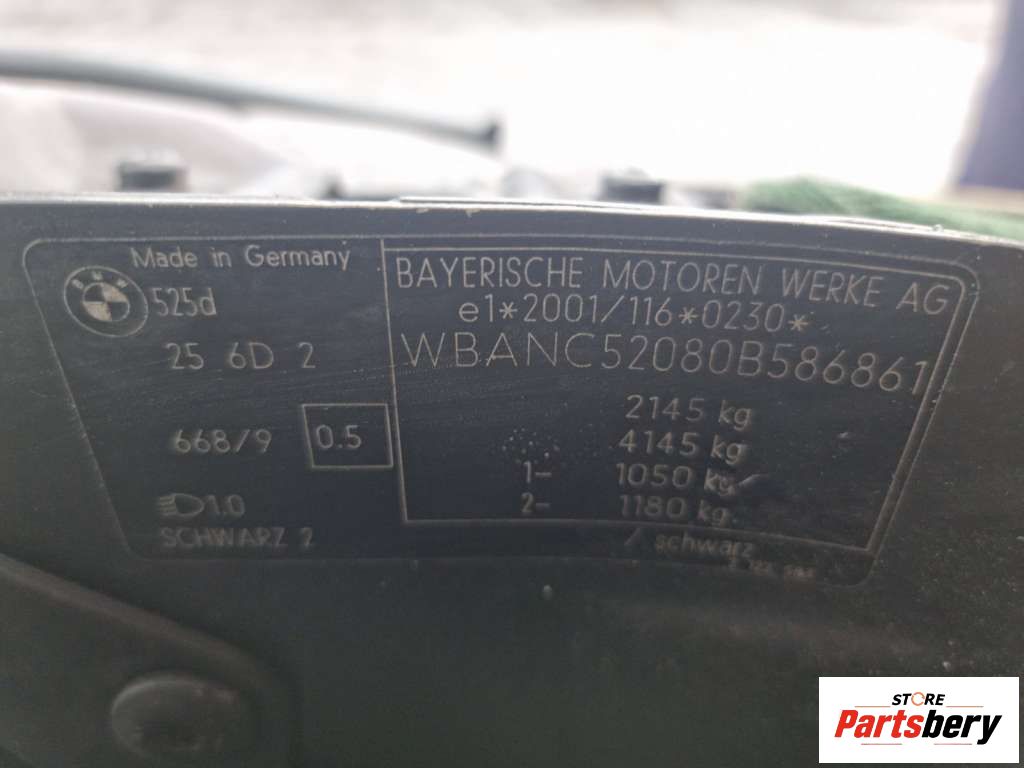 Made in Germany
525d
25 6D 2
668/9 0.5
1.0
SCHWARZ 2
BAYERISCHE MOTOREN WERKE AG
e1*2001/116*0230*
WBANC52080B586861
2145 kg
4145 kg
1- 1050 kg
2- 1180 kg
/ schwarz
STORE
Partsbery